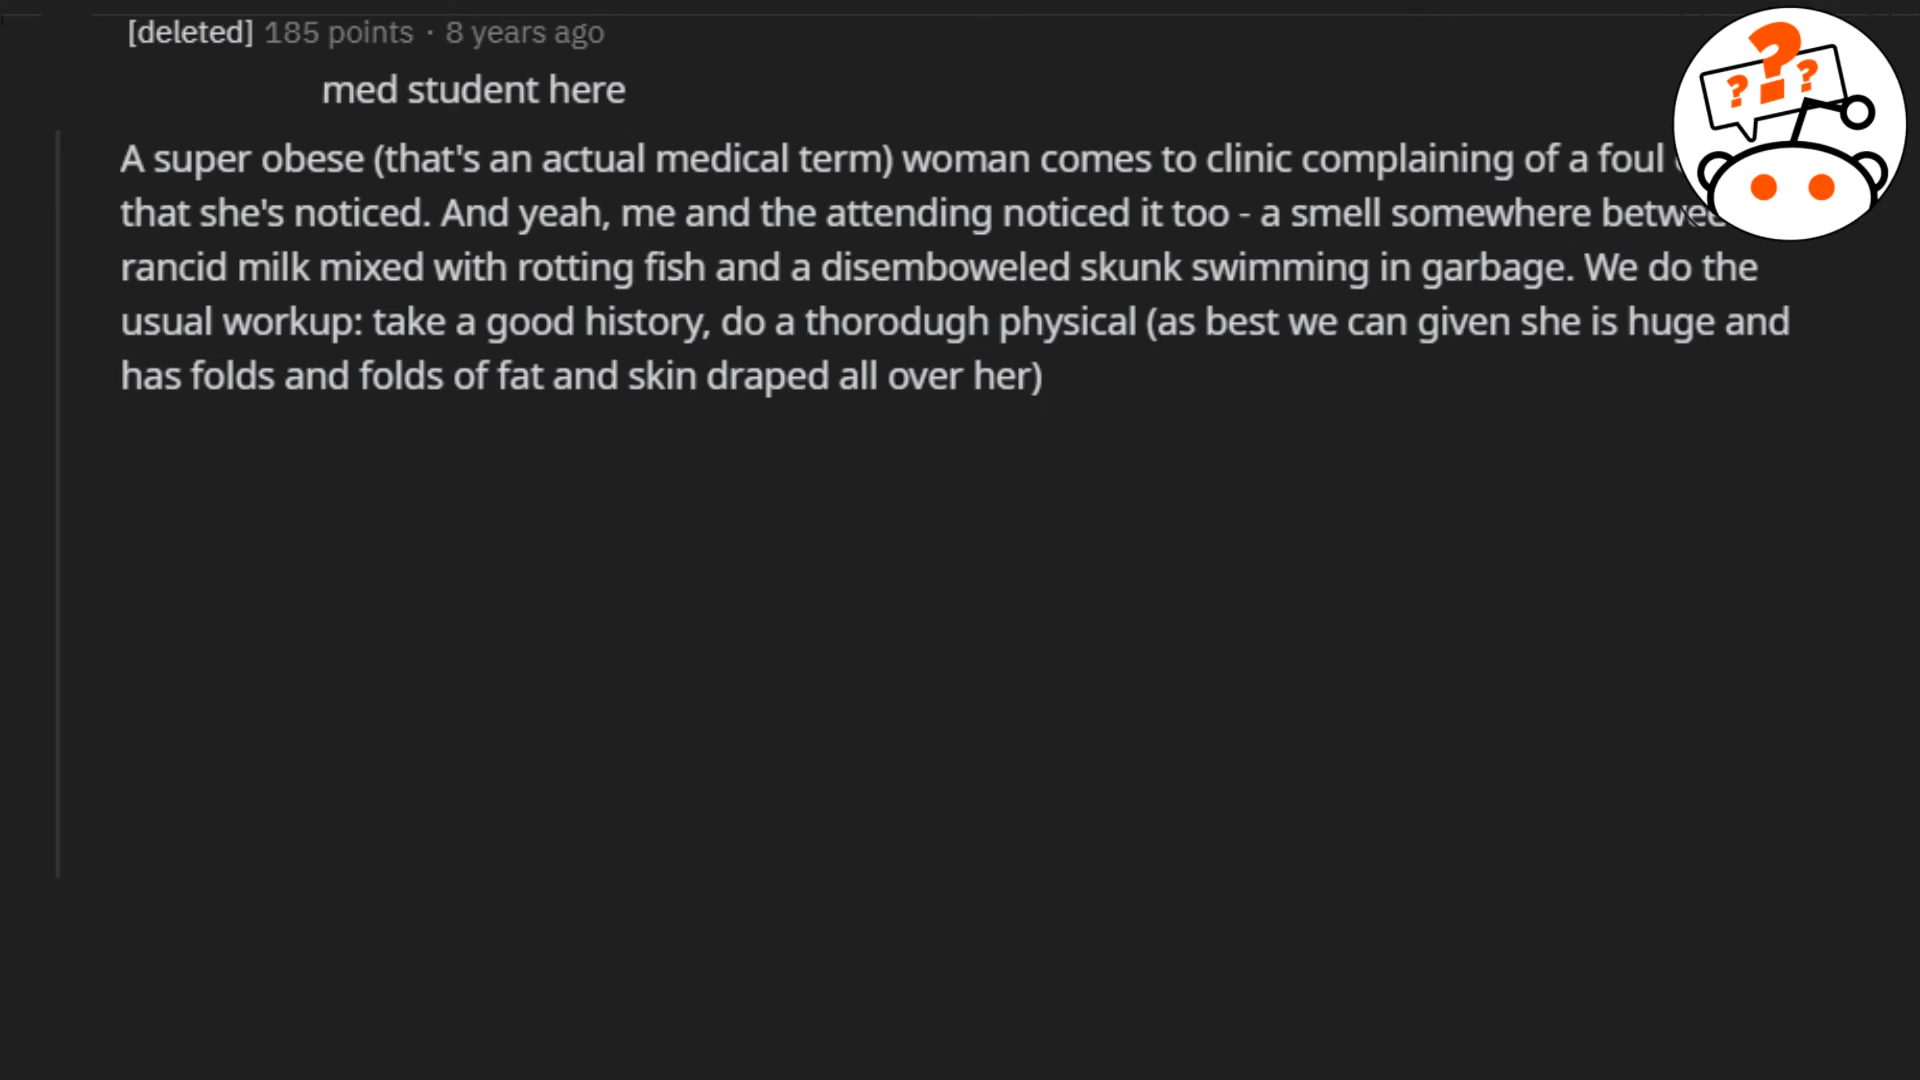 [deleted] 185 points · 8 years ago
med student here
A super obese (that's an actual medical term) woman comes to clinic complaining of a foul
that she's noticed. And yeah, me and the attending noticed it too - a smell somewhere
rancid milk mixed with rotting fish and a disemboweled skunk swimming in garbage. We do the
usual workup: take a good history, do a thorodugh physical (as best we can given she is huge and
has folds and folds of fat and skin draped all over her)
? ? ?